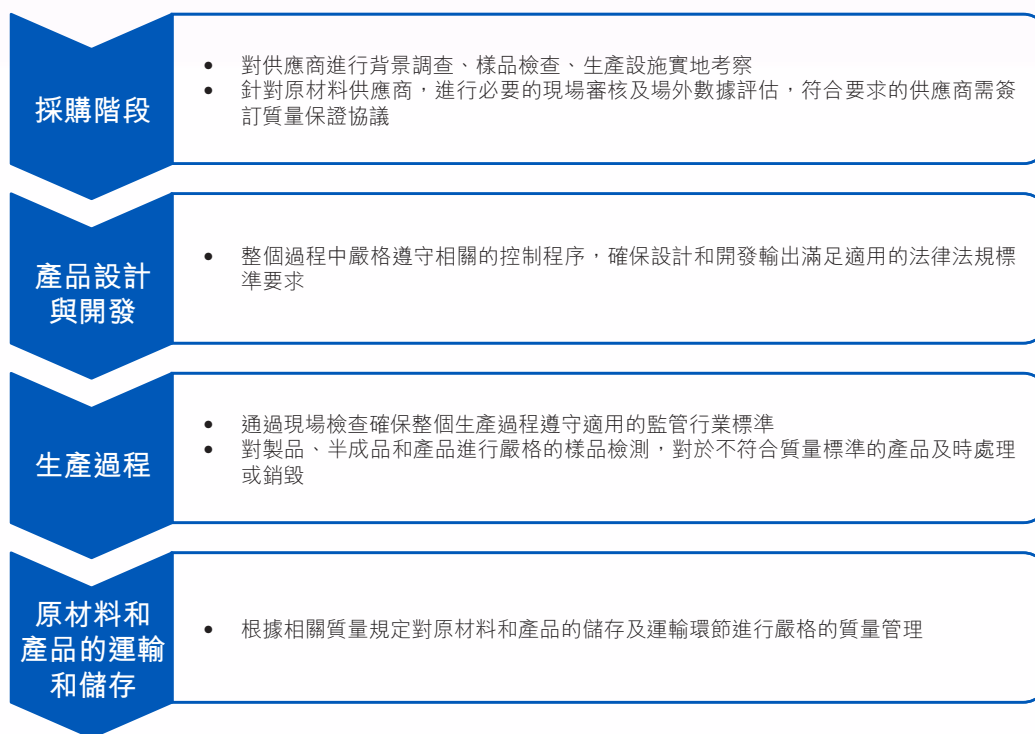 採購階段
• 對供應商進行背景調查、樣品檢查、生產設施實地考察
• 針對原材料供應商，進行必要的現場審核及場外數據評估，符合要求的供應商需簽
訂質量保證協議
產品設計
與開發
• 整個過程中嚴格遵守相關的控制程序，確保設計和開發輸出滿足適用的法律法規標
準要求
生產過程
• 通過現場檢查確保整個生產過程遵守適用的監管行業標準
• 對製品、半成品和產品進行嚴格的樣品檢測，對於不符合質量標準的產品及時處理
或銷毀
原材料和
產品的運輸
和儲存
• 根據相關質量規定對原材料和產品的儲存及運輸環節進行嚴格的質量管理